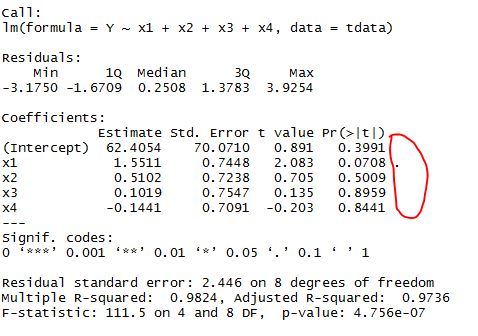 Call:
lm(formula = Y ~ x1 + x2 + x3 + x4, data = tdata)
Residuals:
Min 1Q Median 3Q Max
-3.1750 -1.6709 0.2508 1.3783 3.9254
Coefficients:
Estimate Std. Error t value Pr(>|t|)
(Intercept) 62.4054 70.0710 0.891 0.3991
x1 1.5511 0.7448 2.083 0.0708 .
x2 0.5102 0.7238 0.705 0.5009
x3 0.1019 0.7547 0.135 0.8959
x4 -0.1441 0.7091 -0.203 0.8441
---
Signif. codes:
0 ‘***’ 0.001 ‘**’ 0.01 ‘*’ 0.05 ‘.’ 0.1 ‘ ’ 1
Residual standard error: 2.446 on 8 degrees of freedom
Multiple R-squared: 0.9824, Adjusted R-squared: 0.9736
F-statistic: 111.5 on 4 and 8 DF, p-value: 4.756e-07